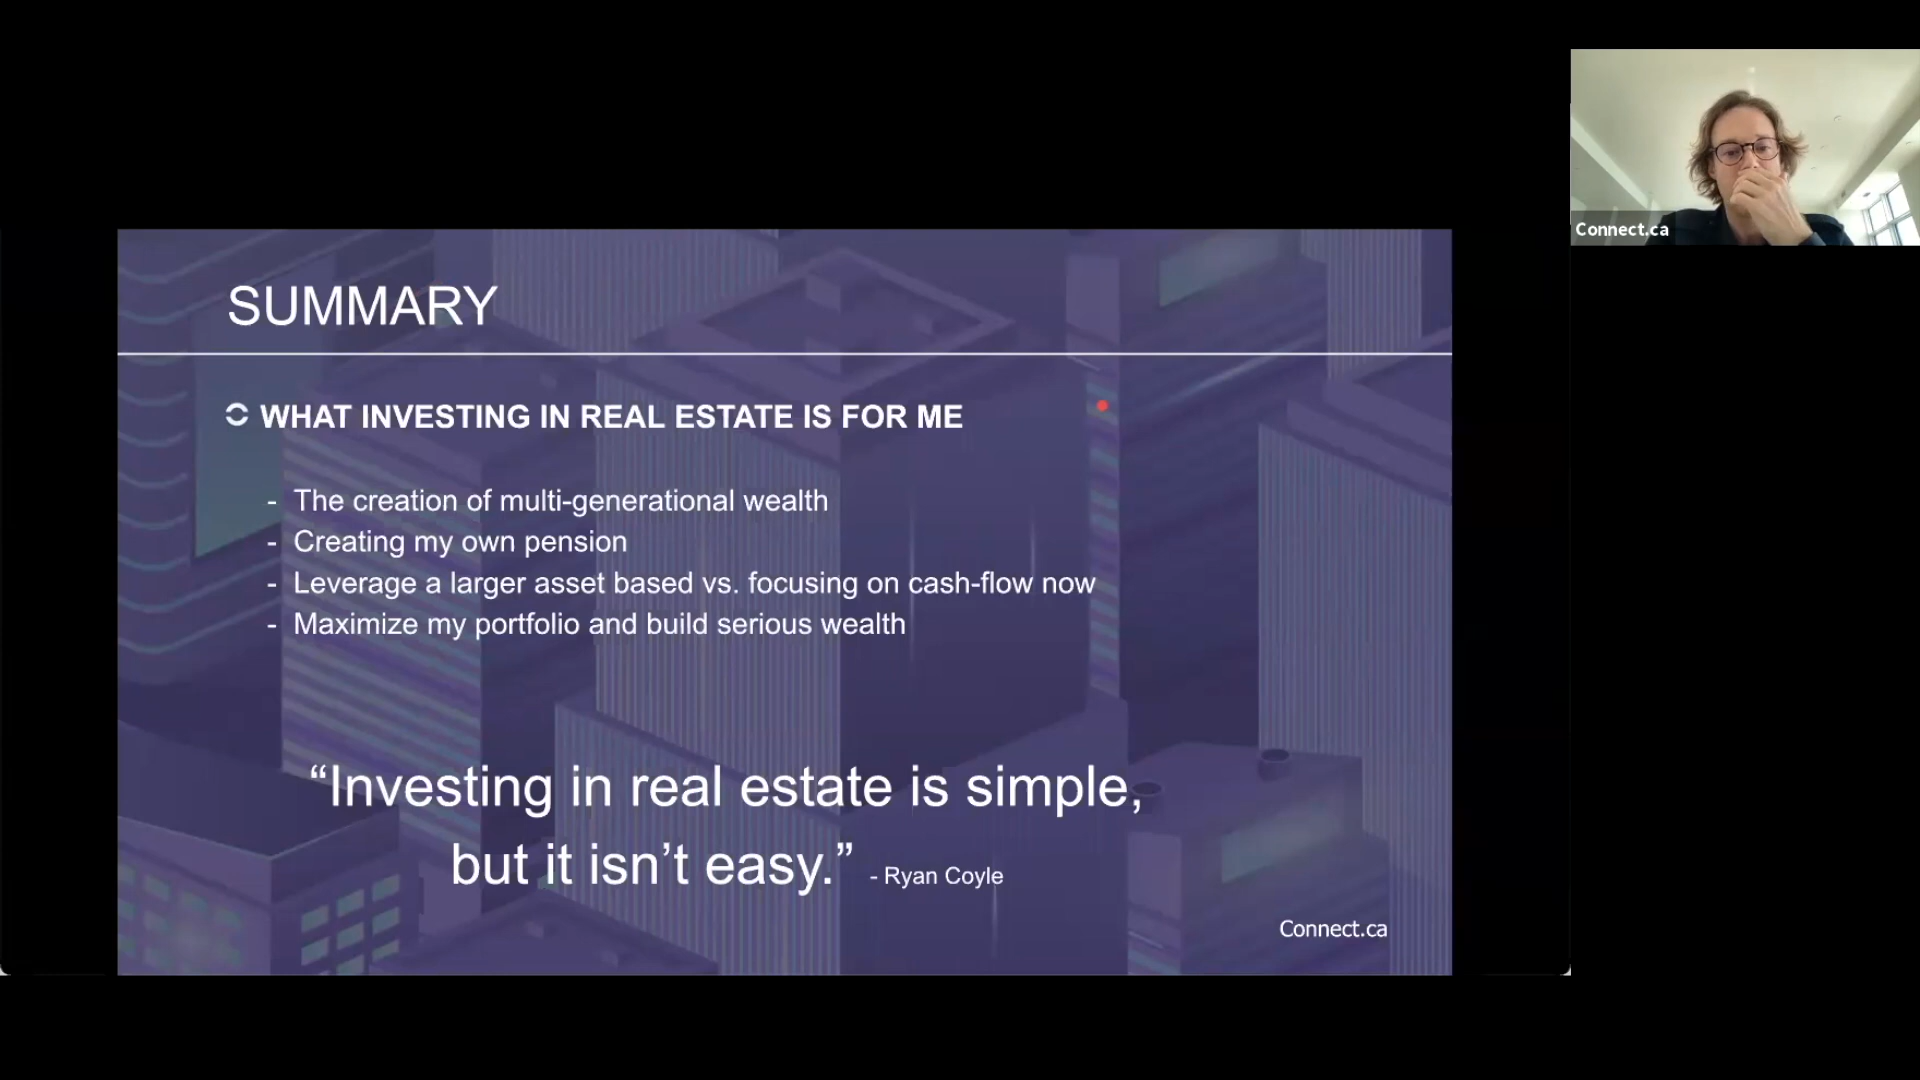 SUMMARY
WHAT INVESTING IN REAL ESTATE IS FOR ME
- The creation of multi-generational wealth
- Creating my own pension
- Leverage a larger asset based vs. focusing on cash-flow now
- Maximize my portfolio and build serious wealth
“Investing in real estate is simple,
but it isn’t easy.” - Ryan Coyle
Connect.ca
Connect.ca